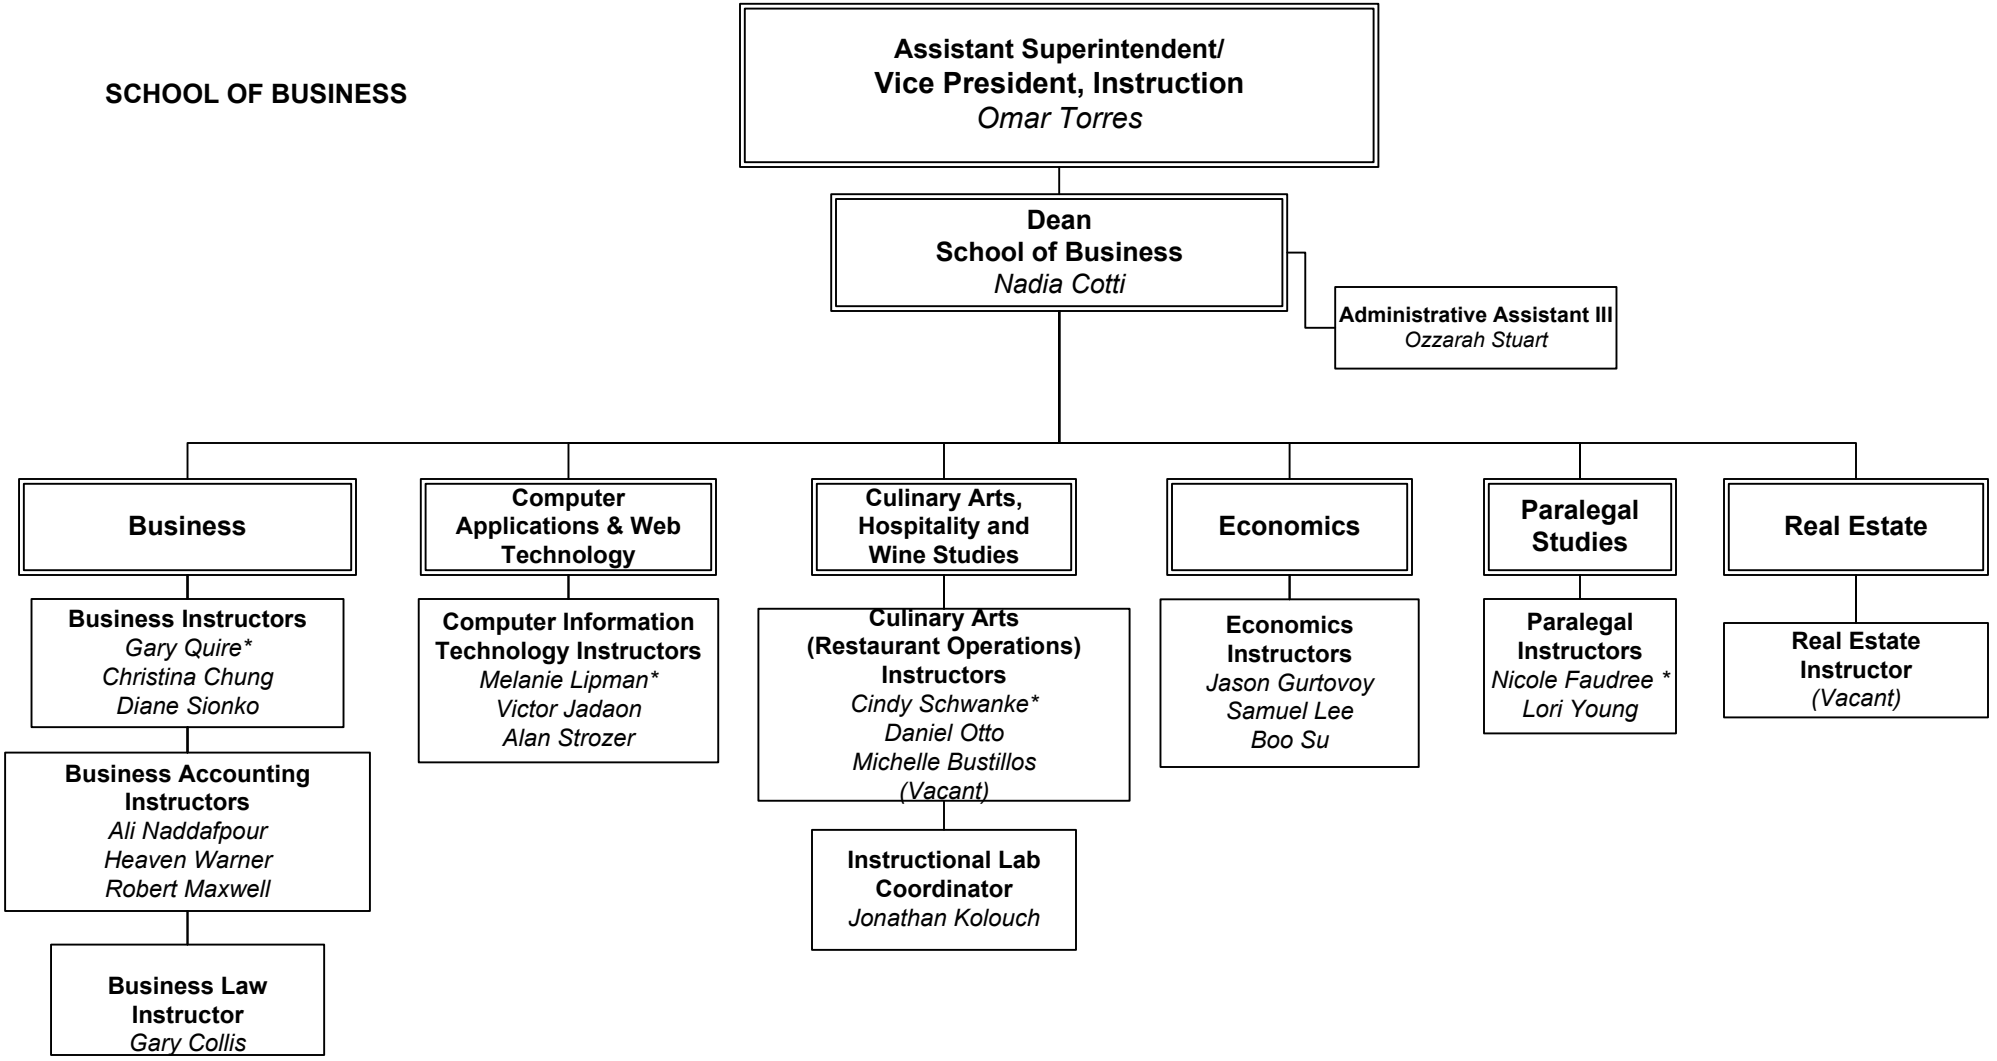 SCHOOL OF BUSINESS
Assistant Superintendent/
Vice President, Instruction
Omar Torres
Dean
School of Business
Nadia Cotti
Administrative Assistant III
Ozzarah Stuart
Business
Business Instructors
Gary Quire*
Christina Chung
Diane Sionko
Business Accounting
Instructors
Ali Naddafpour
Heaven Warner
Robert Maxwell
Business Law
Instructor
Gary Collis
Computer
Applications & Web
Technology
Computer Information
Technology Instructors
Melanie Lipman*
Victor Jadaon
Alan Strozer
Culinary Arts,
Hospitality and
Wine Studies
Culinary Arts
(Restaurant Operations)
Instructors
Cindy Schwanke*
Daniel Otto
Michelle Bustillos
(Vacant)
Instructional Lab
Coordinator
Jonathan Kolouch
Economics
Economics
Instructors
Jason Gurtovoy
Samuel Lee
Boo Su
Paralegal
Studies
Paralegal
Instructors
Nicole Faudree *
Lori Young
Real Estate
Real Estate
Instructor
(Vacant)